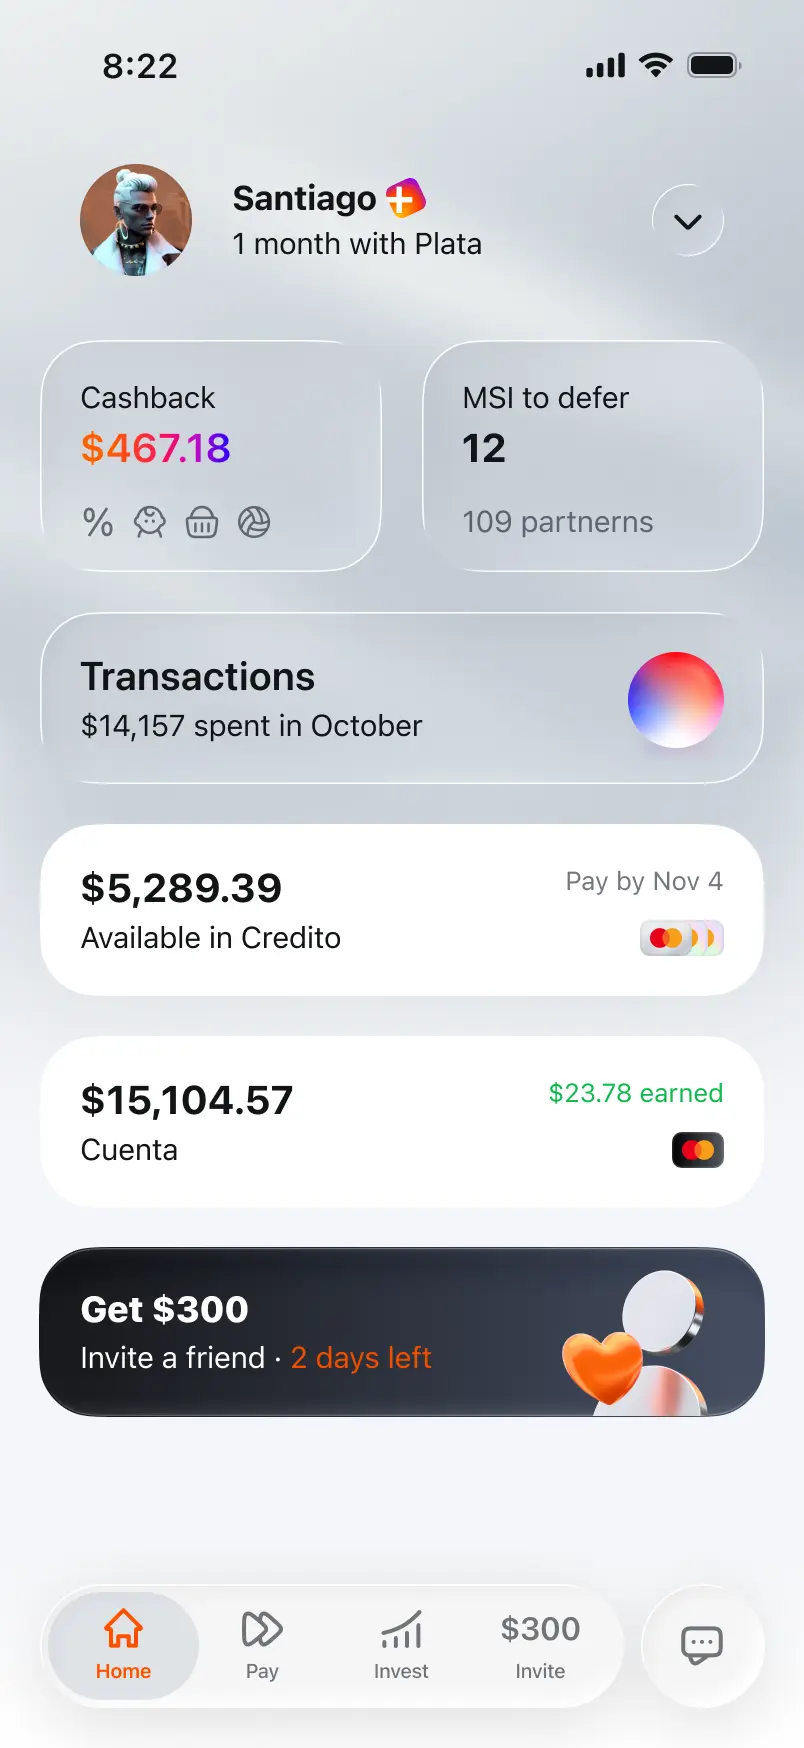 8:22
Santiago
1 month with Plata
Cashback
$467.18
MSI to defer
12
109 partnerns
Transactions
$14,157 spent in October
$5,289.39
Pay by Nov 4
Available in Credito
$15,104.57
$23.78 earned
Cuenta
Get $300
Invite a friend · 2 days left
Home
Pay
Invest
$300
Invite